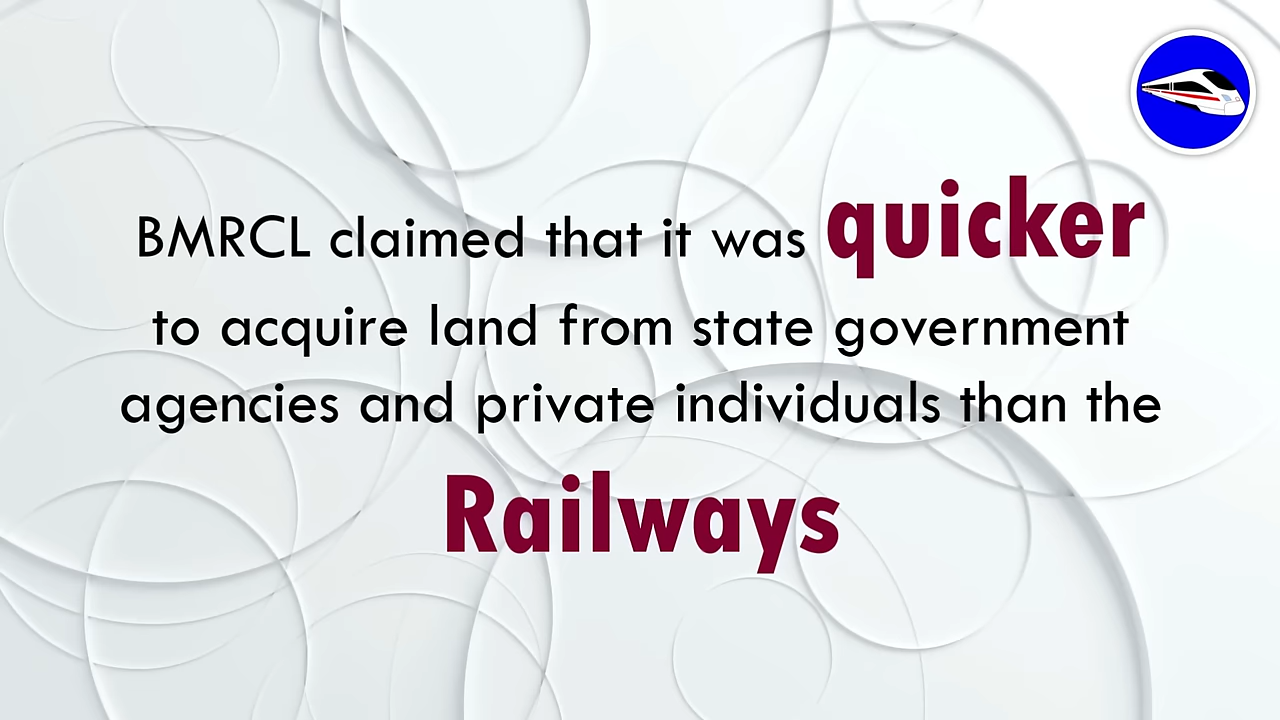 BMRCL claimed that it was quicker
to acquire land from state government
agencies and private individuals than the
Railways